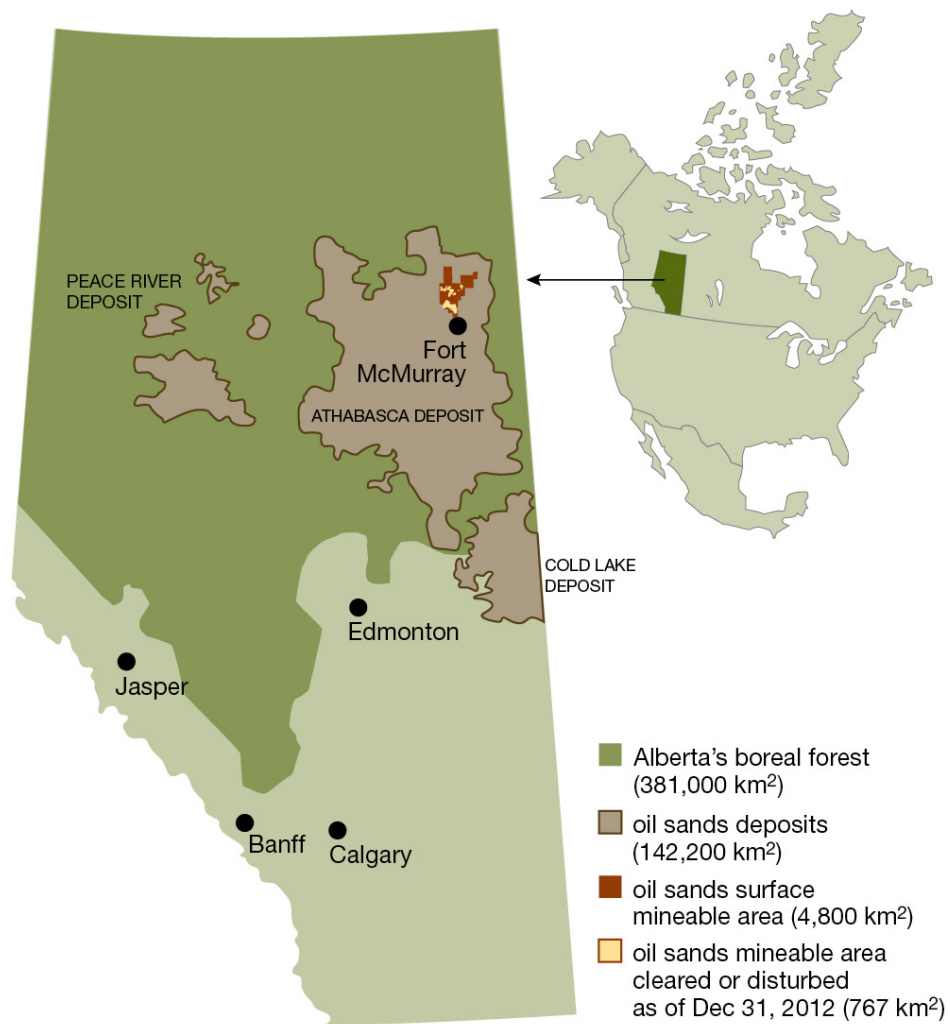 PEACE RIVER
DEPOSIT
Fort
McMurray
ATHABASCA DEPOSIT
COLD LAKE
DEPOSIT
Edmonton
Jasper
Banff
Calgary
Alberta’s boreal forest
(381,000 km²)
oil sands deposits
(142,200 km²)
oil sands surface
mineable area (4,800 km²)
oil sands mineable area
cleared or disturbed
as of Dec 31, 2012 (767 km²)